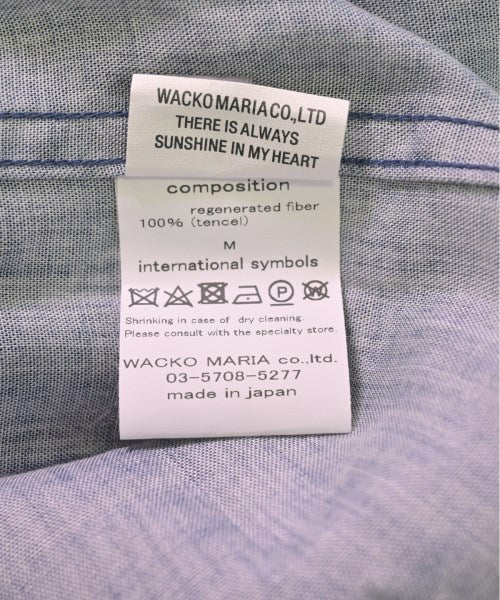 WACKO MARIA CO.,LTD
THERE IS ALWAYS
SUNSHINE IN MY HEART
composition
regenerated fiber
100% (tencel)
M
international symbols
P W
Shrinking in case of dry cleaning.
Please consult with the specialty store.
WACKO MARIA co.,ltd.
03-5708-5277
made in japan